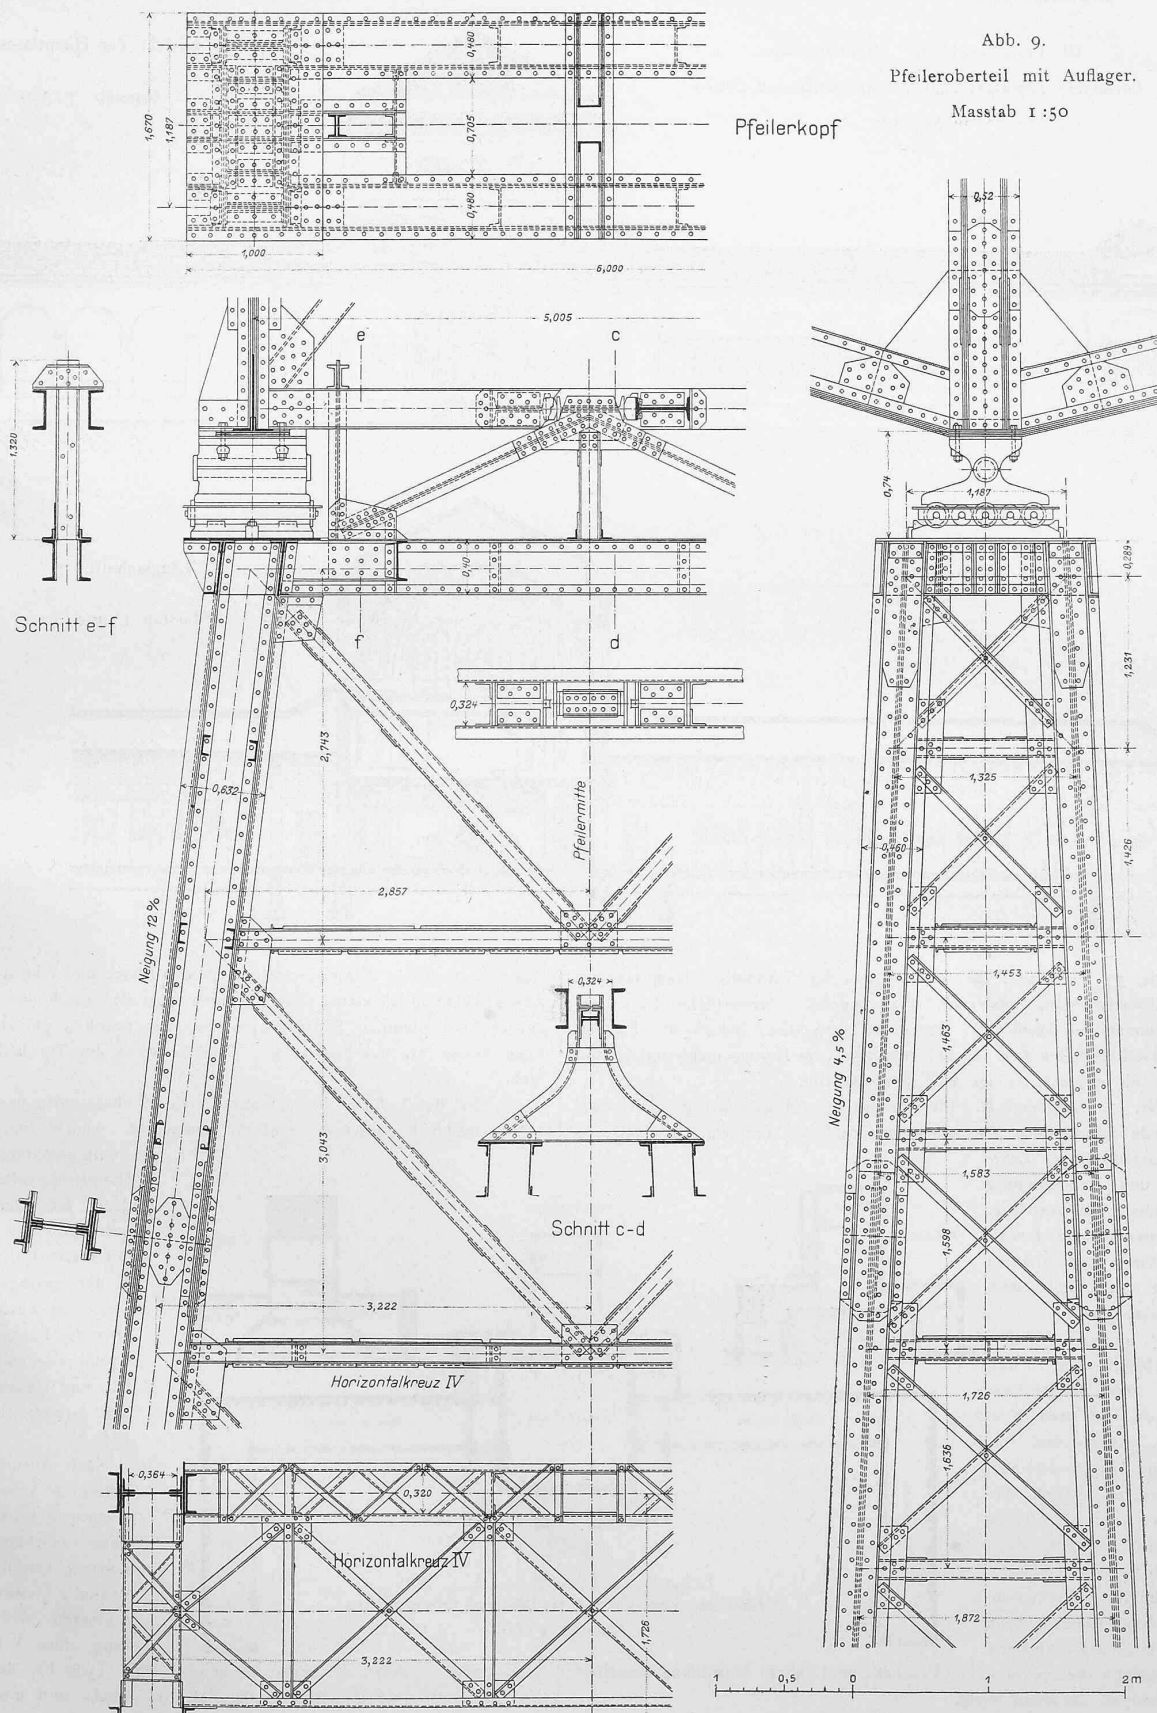 Abb. 9.
Pfeileroberteil mit Auflager.
Masstab 1 : 50
Pfeilerkopf
1,670
1,187
0,480
0,705
0,480
1,000
6,000
0,52
5,005
e
c
1,320
Schnitt e-f
0,40
f
d
0,74
1,187
0,289
1,231
0,324
2,743
0,632
1,325
Pfeilermitte
0,460
1,426
2,857
Neigung 12 %
0,324
1,453
1,463
Neigung 4,5 %
3,043
Schnitt c-d
1,583
1,598
3,222
Horizontalkreuz IV
1,726
0,364
0,320
1,636
Horizontalkreuz IV
1,726
1,872
3,222
1 0,5 0 1 2 m